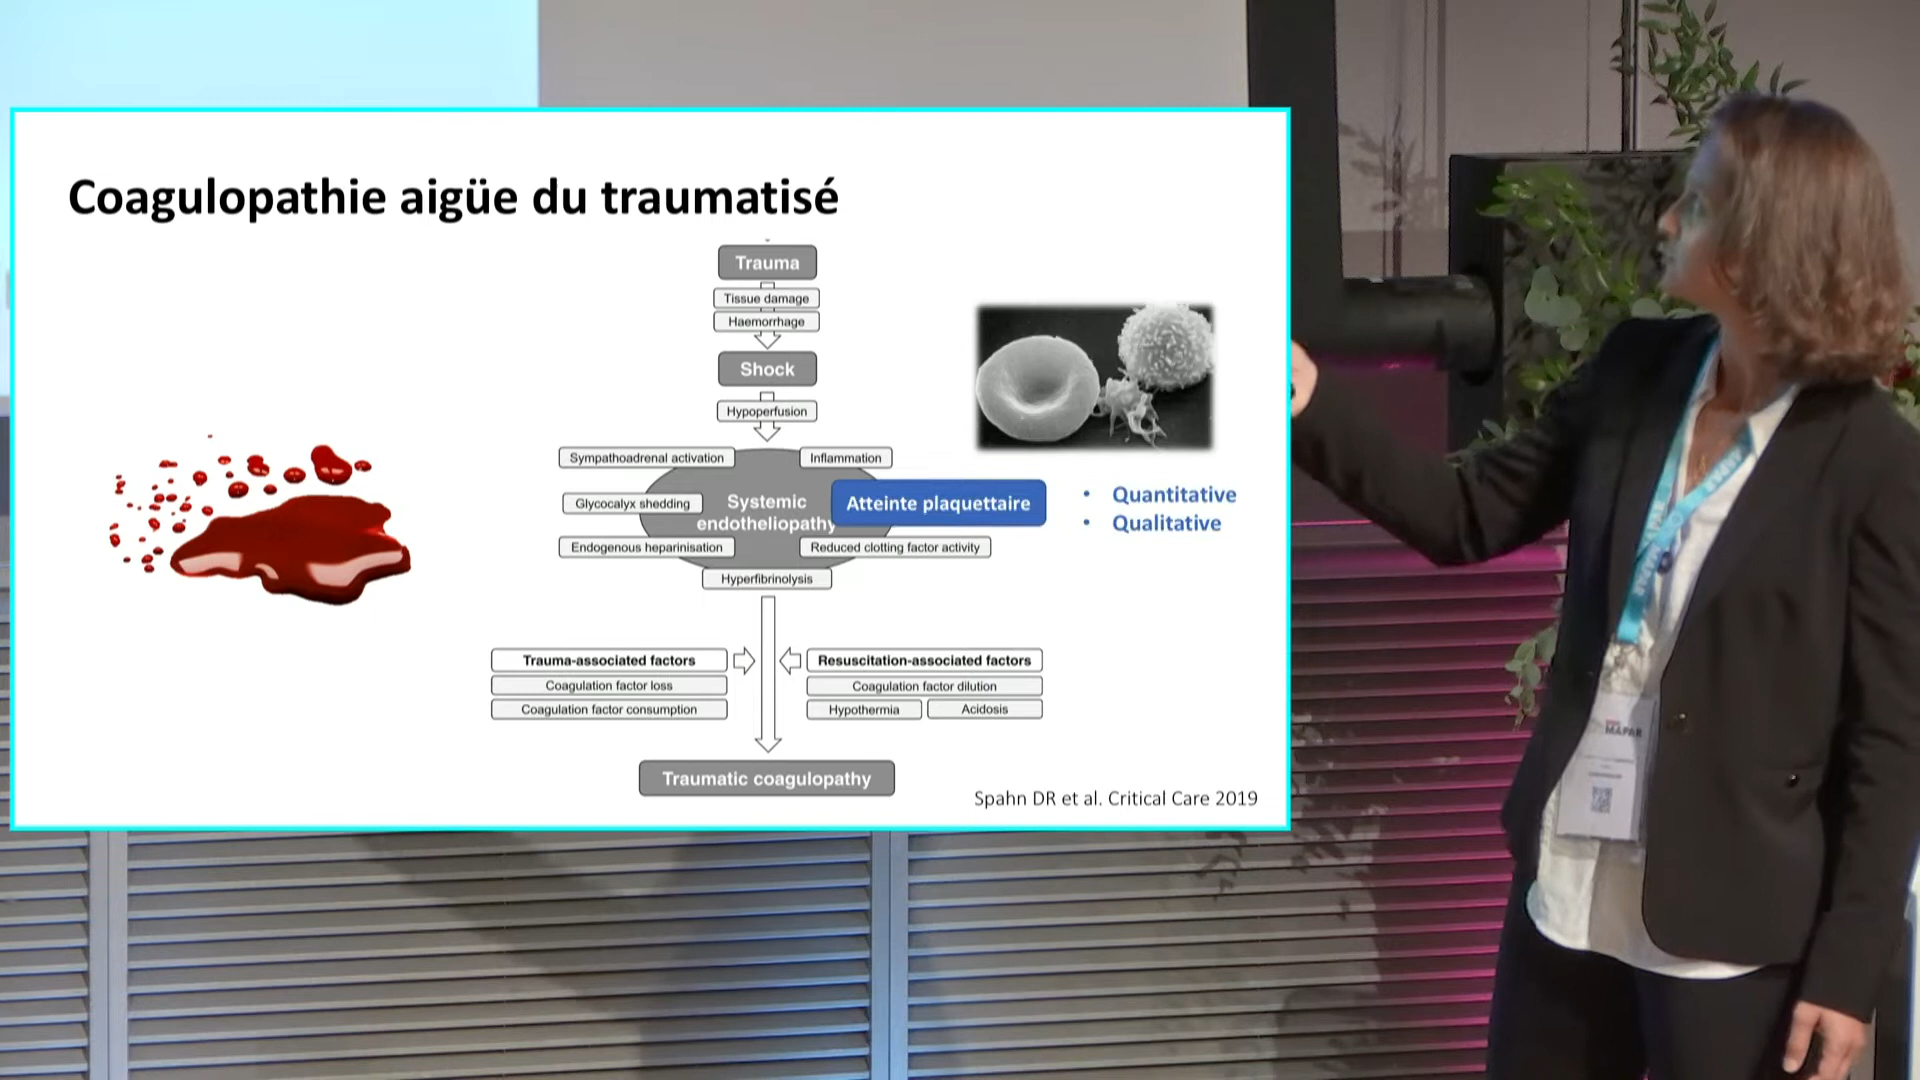 Coagulopathie aigüe du traumatisé
Trauma
Tissue damage
Haemorrhage
Shock
Hypoperfusion
Sympathoadrenal activation
Inflammation
Glycocalyx shedding
Systemic
endotheliopathy
Atteinte plaquettaire
• Quantitative
• Qualitative
Endogenous heparinisation
Reduced clotting factor activity
Hyperfibrinolysis
Trauma-associated factors
Coagulation factor loss
Coagulation factor consumption
Resuscitation-associated factors
Coagulation factor dilution
Hypothermia
Acidosis
Traumatic coagulopathy
Spahn DR et al. Critical Care 2019
MAPAR